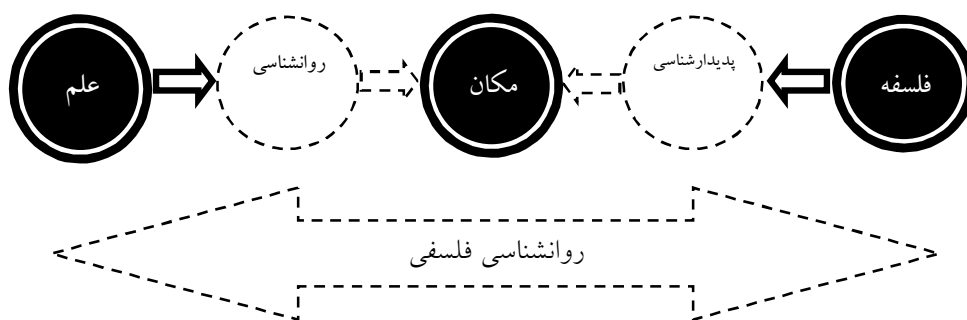 فلسفه
پدیدارشناسی
مکان
روانشناسی
علم
روانشناسی فلسفی